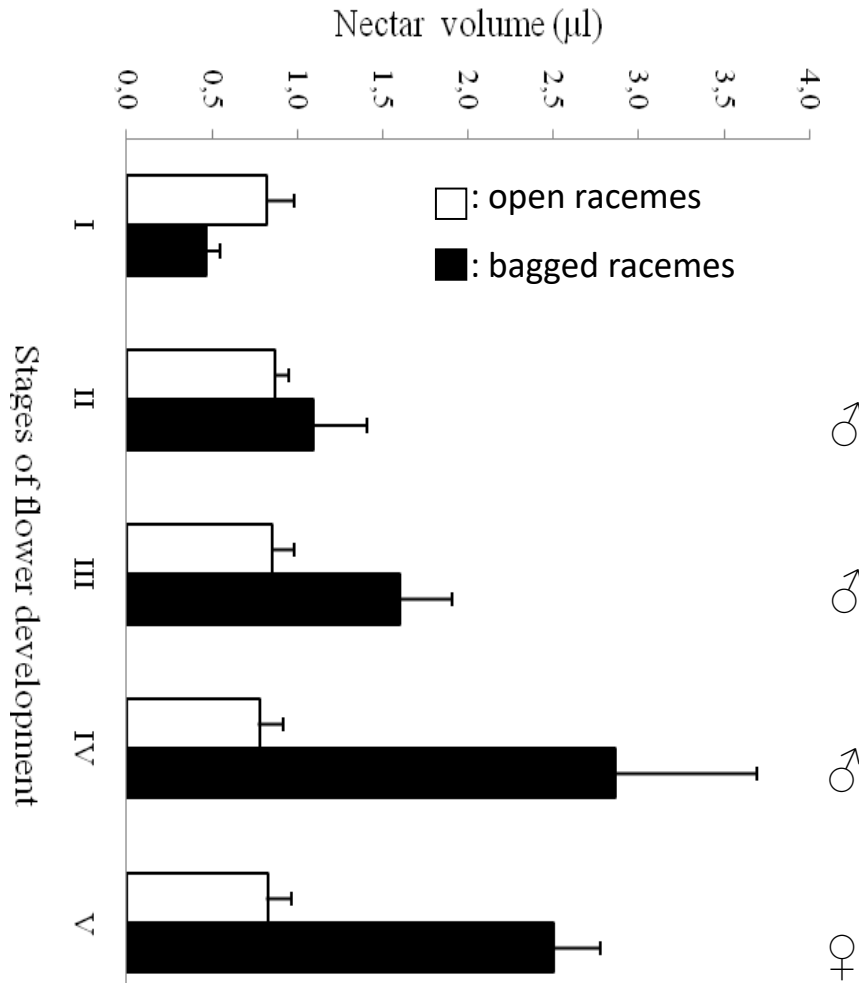 Nectar volume (µl)
0,0
0,5
1,0
1,5
2,0
2,5
3,0
3,5
4,0
: open racemes
: bagged racemes
I
II
III
IV
V
♂
♂
♂
♀
Stages of flower development